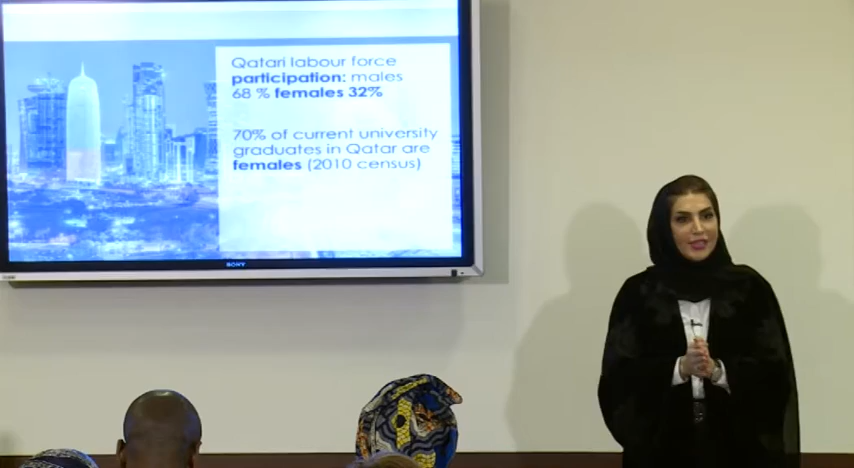 Qatari labour force
participation: males
68 % females 32%
70% of current university
graduates in Qatar are
females (2010 census)
SONY